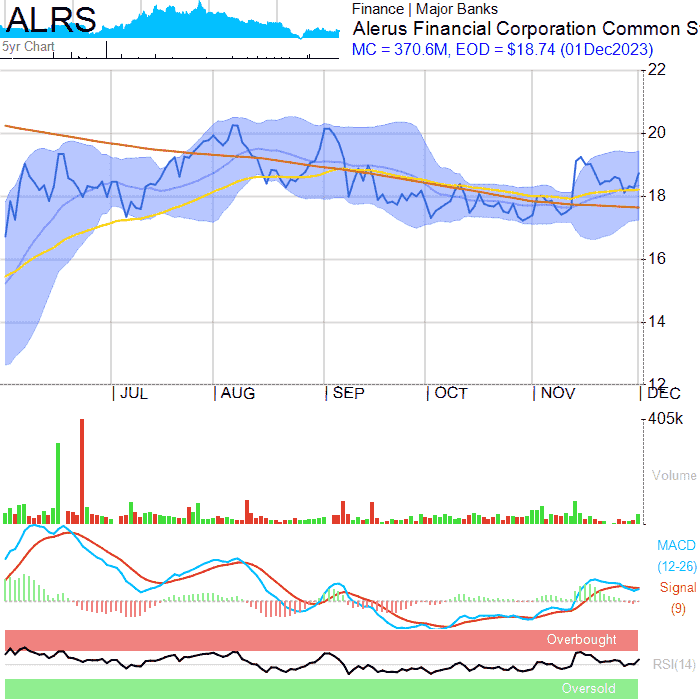 ALRS
5yr Chart
Finance | Major Banks
Alerus Financial Corporation Common S
MC = 370.6M, EOD = $18.74 (01Dec2023)
22
20
18
16
14
12
JUL
AUG
SEP
OCT
NOV
DEC
405k
Volume
MACD
(12-26)
Signal
(9)
Overbought
RSI(14)
Oversold